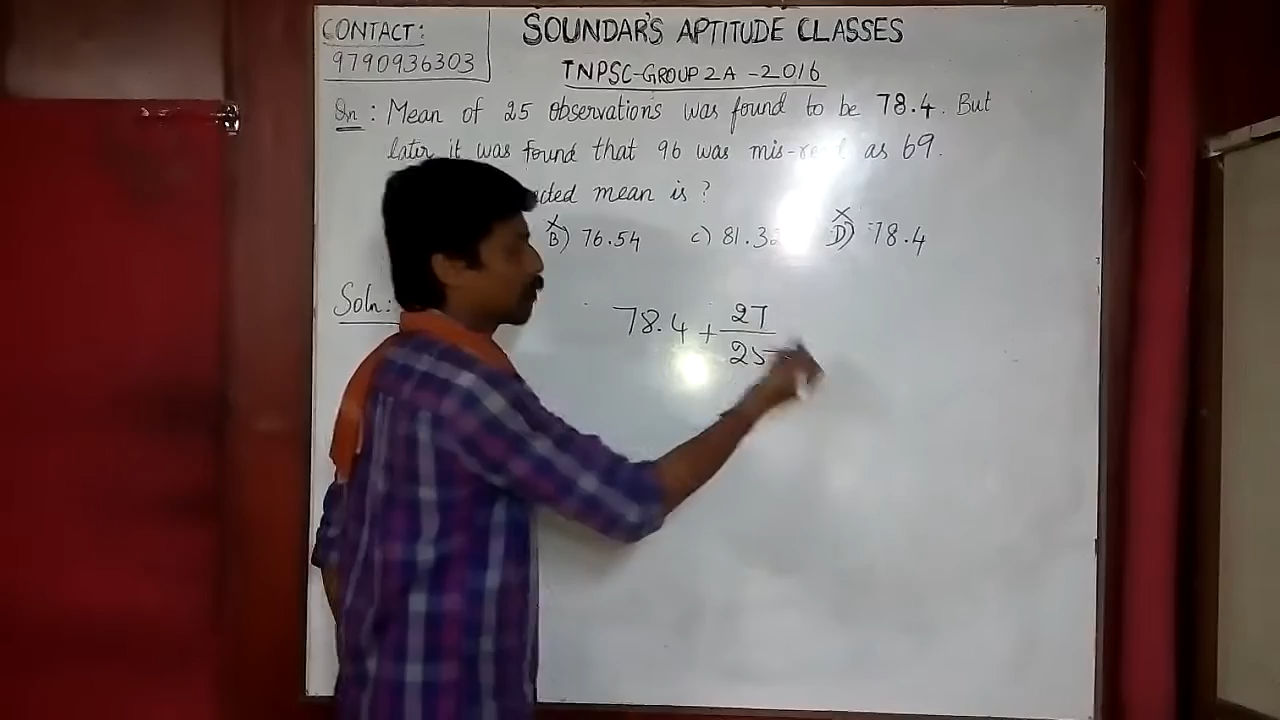 CONTACT:
9790936303
SOUNDAR'S APTITUDE CLASSES
TNPSC-GROUP 2A - 2016
Qn : Mean of 25 observations was found to be 78.4. But
later it was found that 96 was mis-read as 69.
mean is ?
X B) 76.54 C) 81.3 X D) 78.4
Soln:
78.4 + 27
25